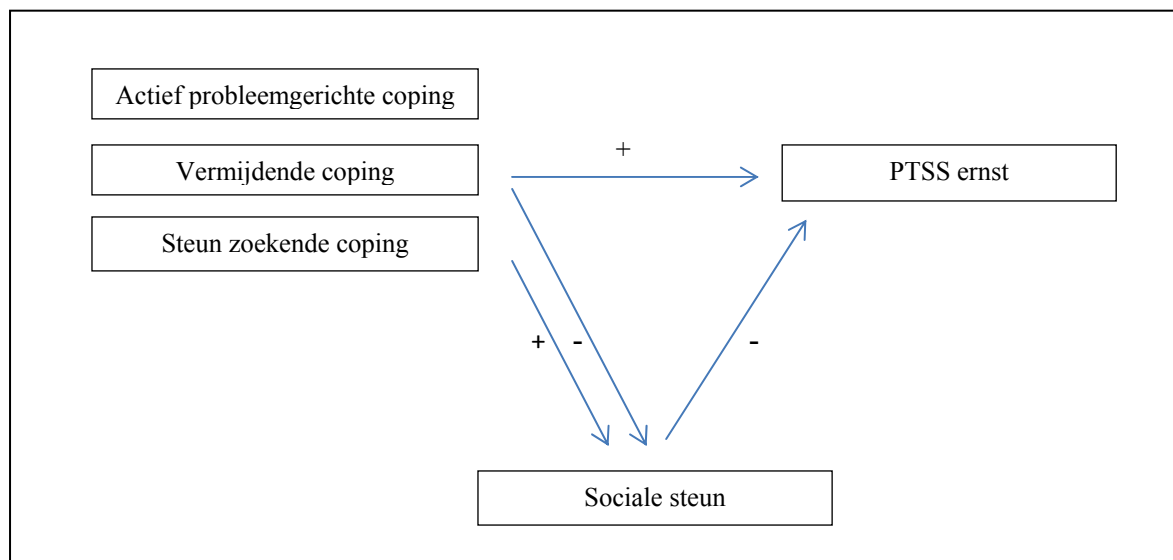 Actief probleemgerichte coping
Vermijdende coping
+
PTSS ernst
Steun zoekende coping
+
-
-
Sociale steun